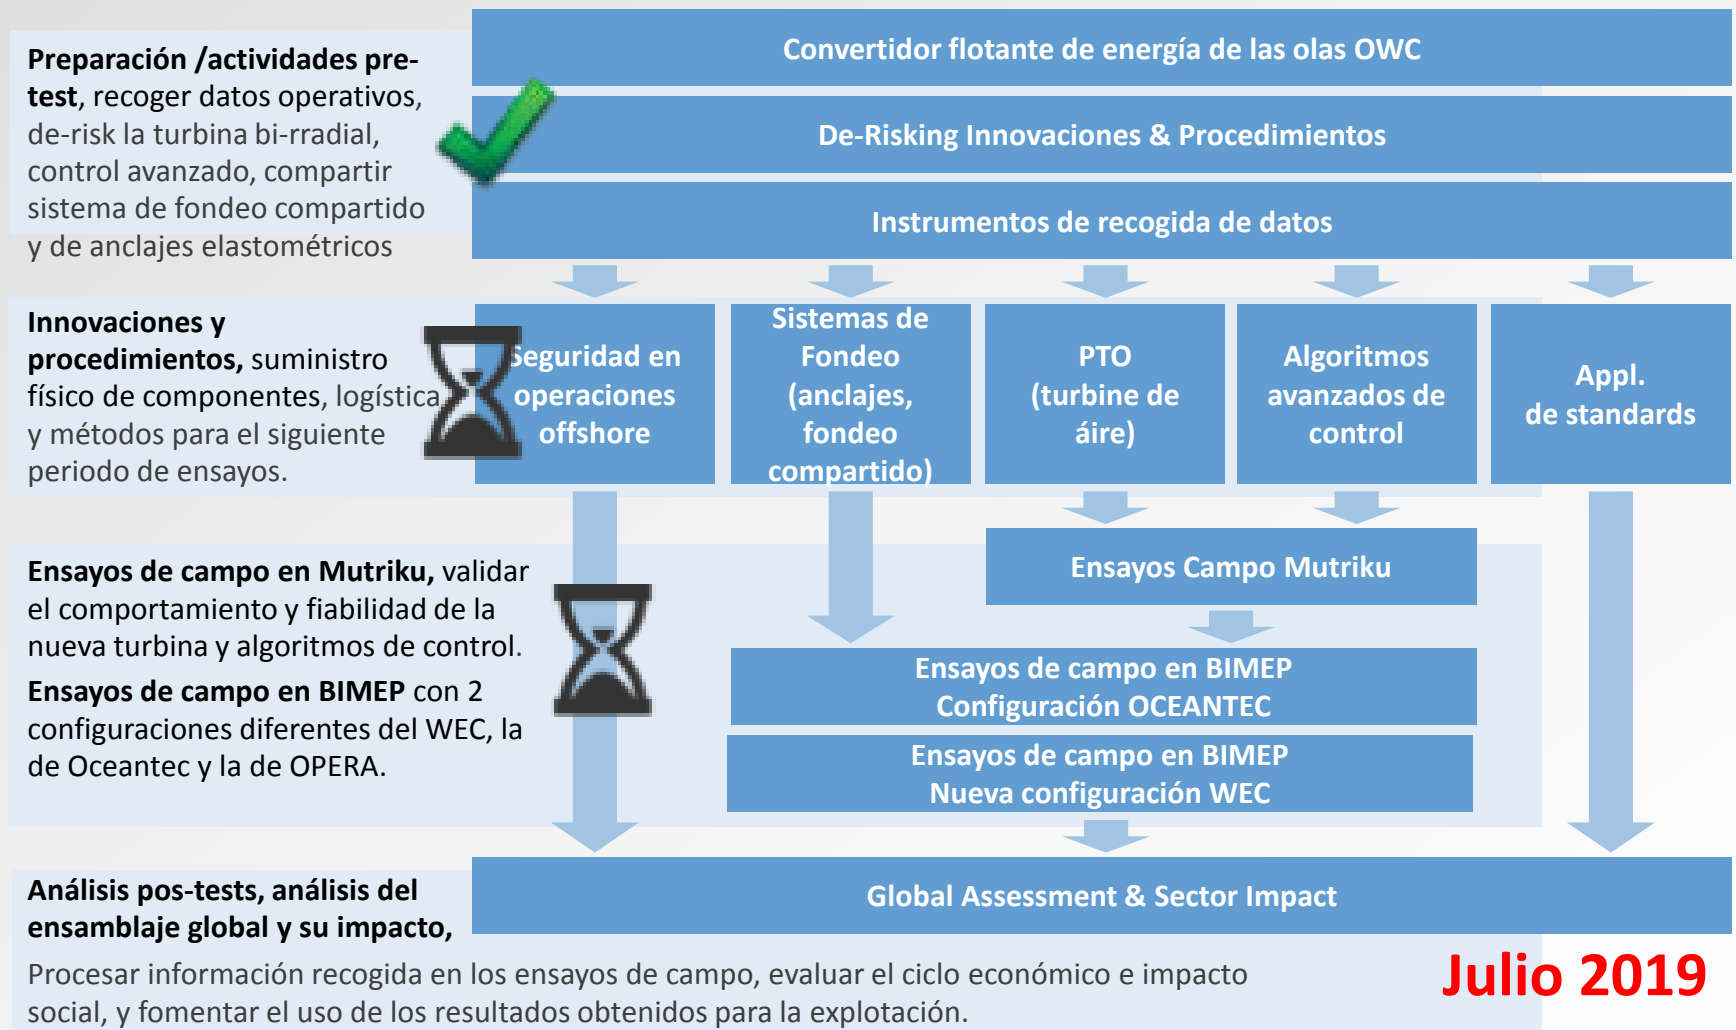 Preparación /actividades pre-
test, recoger datos operativos,
de-risk la turbina bi-rradial,
control avanzado, compartir
sistema de fondeo compartido
y de anclajes elastométricos
Convertidor flotante de energía de las olas OWC
De-Risking Innovaciones & Procedimientos
Instrumentos de recogida de datos
Innovaciones y
procedimientos, suministro
físico de componentes, logística
y métodos para el siguiente
periodo de ensayos.
Seguridad en
operaciones
offshore
Sistemas de
Fondeo
(anclajes,
fondeo
compartido)
PTO
(turbine de
áire)
Algoritmos
avanzados de
control
Appl.
de standards
Ensayos de campo en Mutriku, validar
el comportamiento y fiabilidad de la
nueva turbina y algoritmos de control.
Ensayos de campo en BIMEP con 2
configuraciones diferentes del WEC, la
de Oceantec y la de OPERA.
Ensayos Campo Mutriku
Ensayos de campo en BIMEP
Configuración OCEANTEC
Ensayos de campo en BIMEP
Nueva configuración WEC
Análisis pos-tests, análisis del
ensamblaje global y su impacto,
Global Assessment & Sector Impact
Procesar información recogida en los ensayos de campo, evaluar el ciclo económico e impacto
social, y fomentar el uso de los resultados obtenidos para la explotación.
Julio 2019